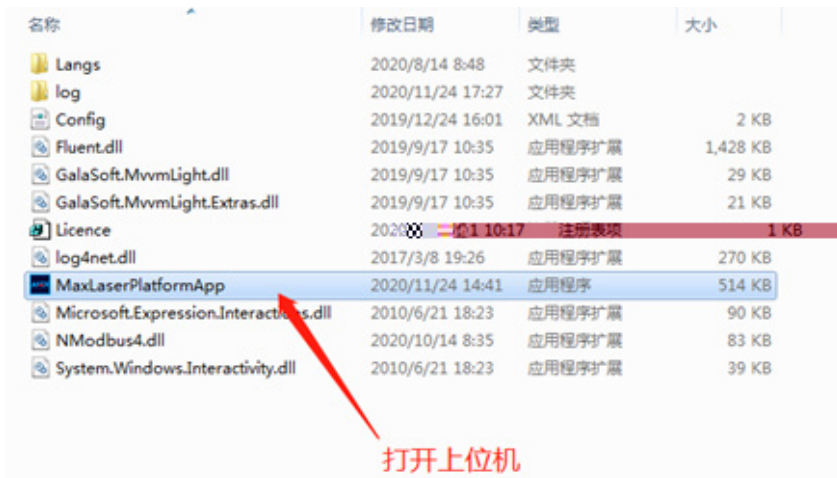 名称 修改日期 类型 大小
Langs 2020/8/14 8:48 文件夹
log 2020/11/24 17:27 文件夹
Config 2019/12/24 16:01 XML 文档 2 KB
Fluent.dll 2019/9/17 10:35 应用程序扩展 1,428 KB
GalaSoft.MvvmLight.dll 2019/9/17 10:35 应用程序扩展 29 KB
GalaSoft.MvvmLight.Extras.dll 2019/9/17 10:35 应用程序扩展 21 KB
Licence 10:17 注册表项 1 KB
log4net.dll 2017/3/8 19:26 应用程序扩展 270 KB
MaxLaserPlatformApp 2020/11/24 14:41 应用程序 514 KB
Microsoft.Expression.Interactions.dll 2010/6/21 18:23 应用程序扩展 90 KB
NModbus4.dll 2020/10/14 8:35 应用程序扩展 83 KB
System.Windows.Interactivity.dll 2010/6/21 18:23 应用程序扩展 39 KB
打开上位机